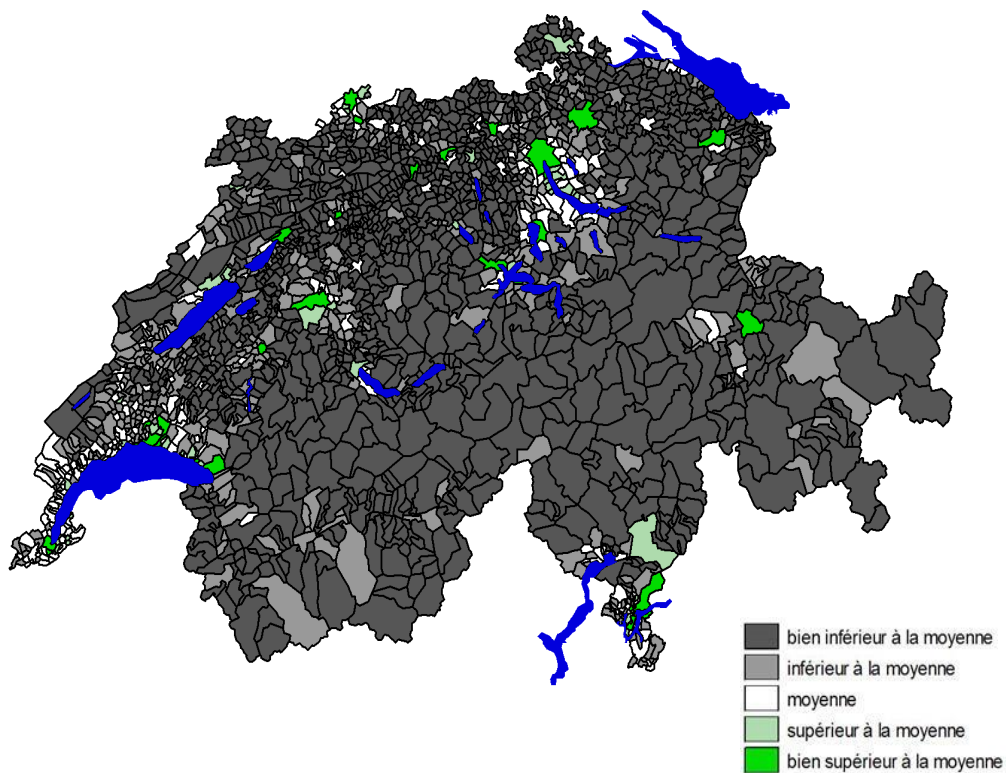 bien inférieur à la moyenne
inférieur à la moyenne
moyenne
supérieur à la moyenne
bien supérieur à la moyenne